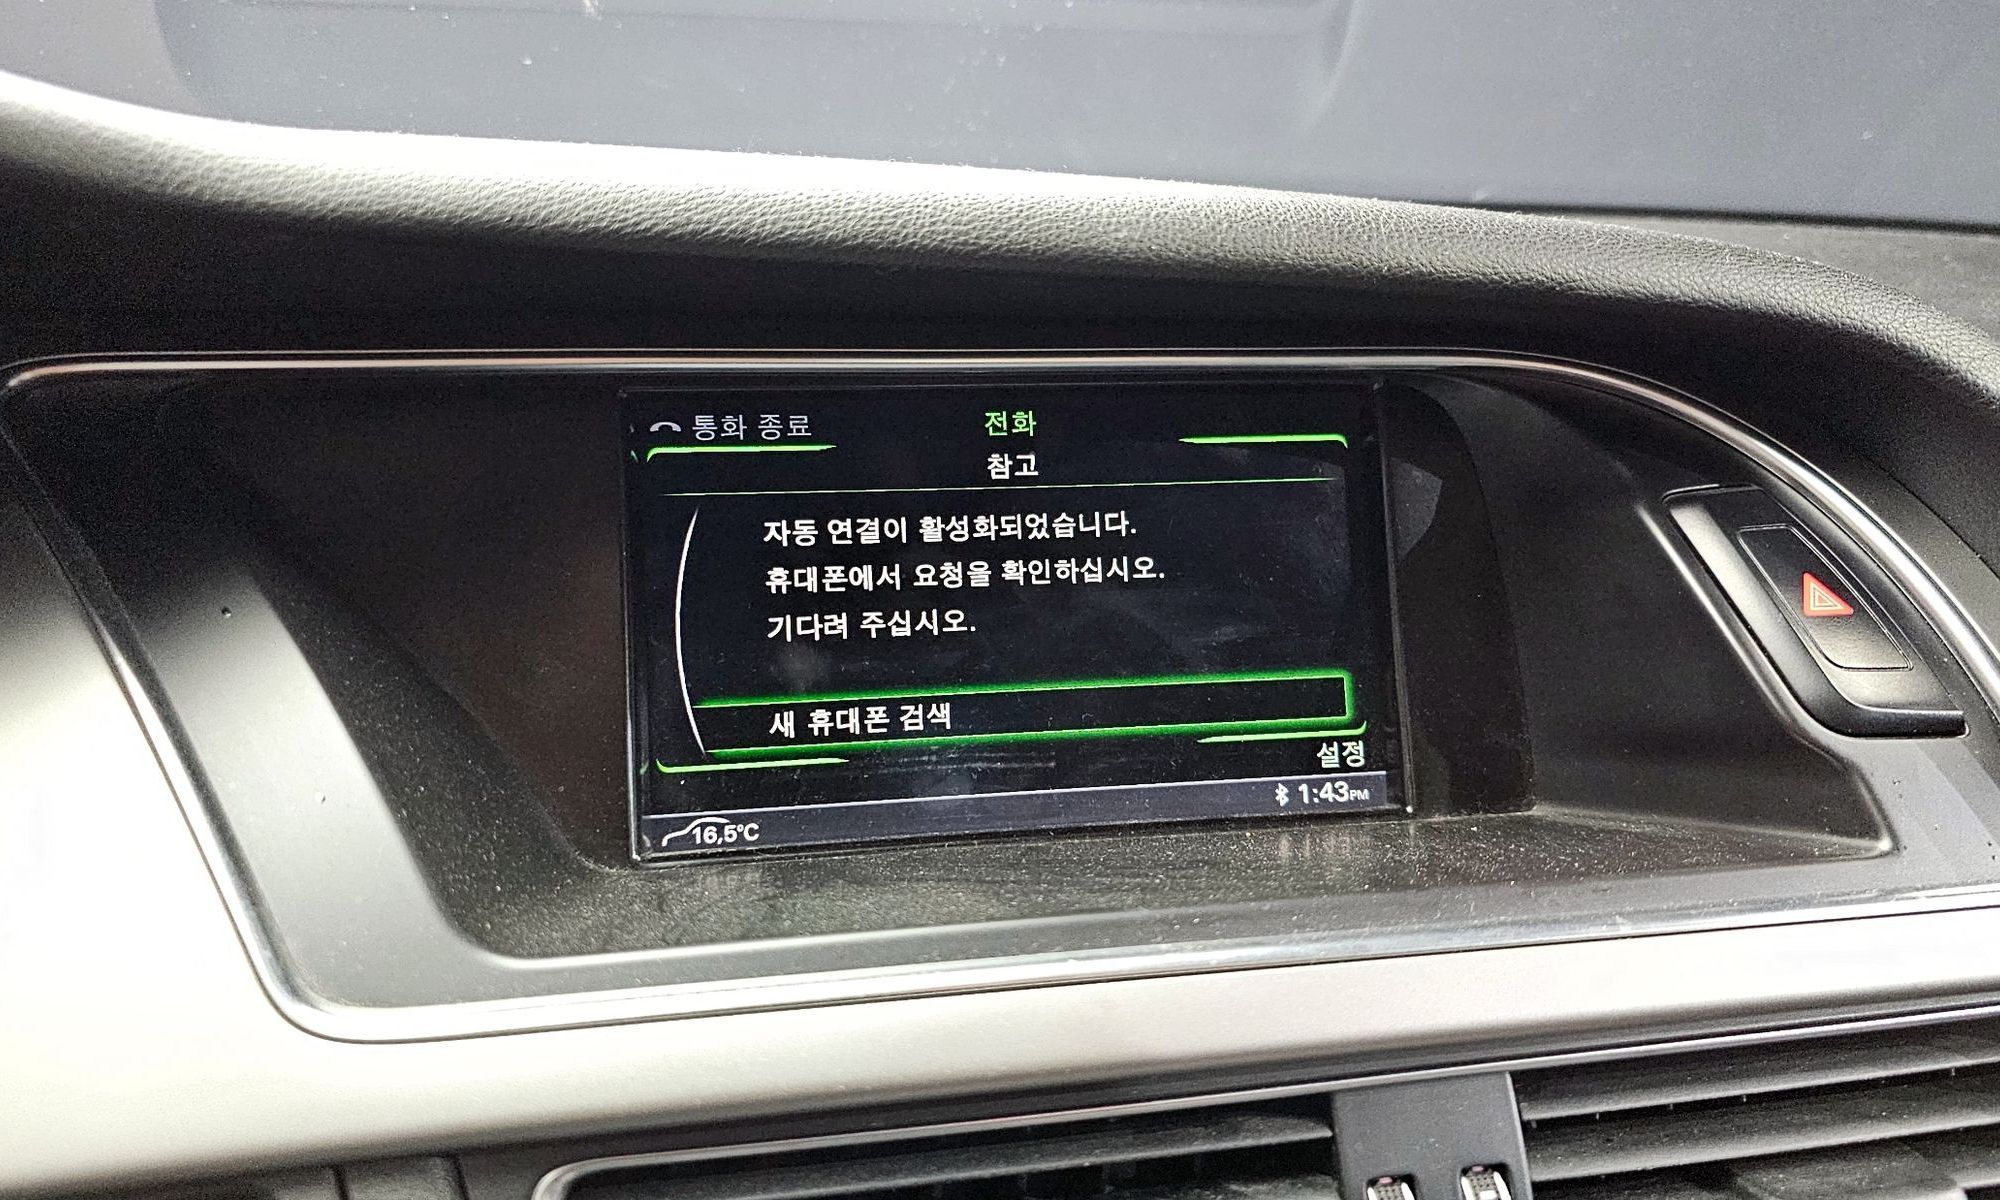 통화 종료
전화
참고
자동 연결이 활성화되었습니다.
휴대폰에서 요청을 확인하십시오.
기다려 주십시오.
새 휴대폰 검색
설정
16,5°C
1:43PM